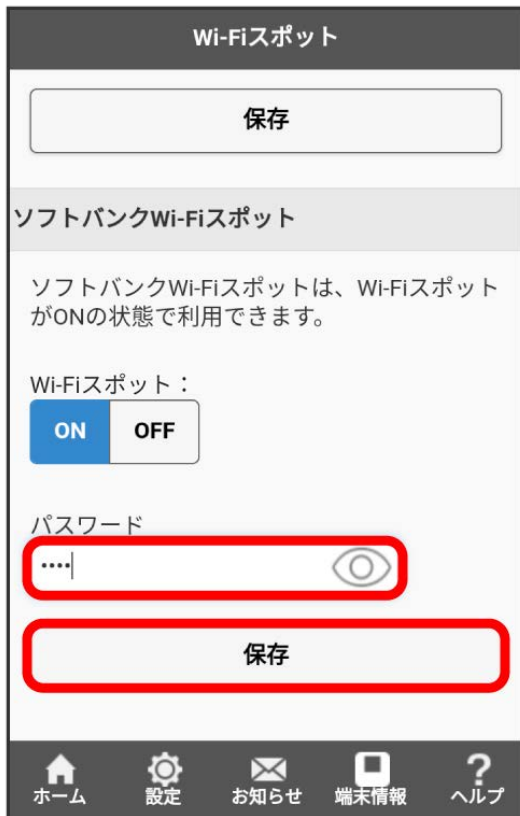 Wi-Fiスポット
保存
ソフトバンクWi-Fiスポット
ソフトバンクWi-Fiスポットは、Wi-Fiスポット
がONの状態で利用できます。
Wi-Fiスポット：
ON OFF
パスワード
••••
保存
ホーム 設定 お知らせ 端末情報 ヘルプ